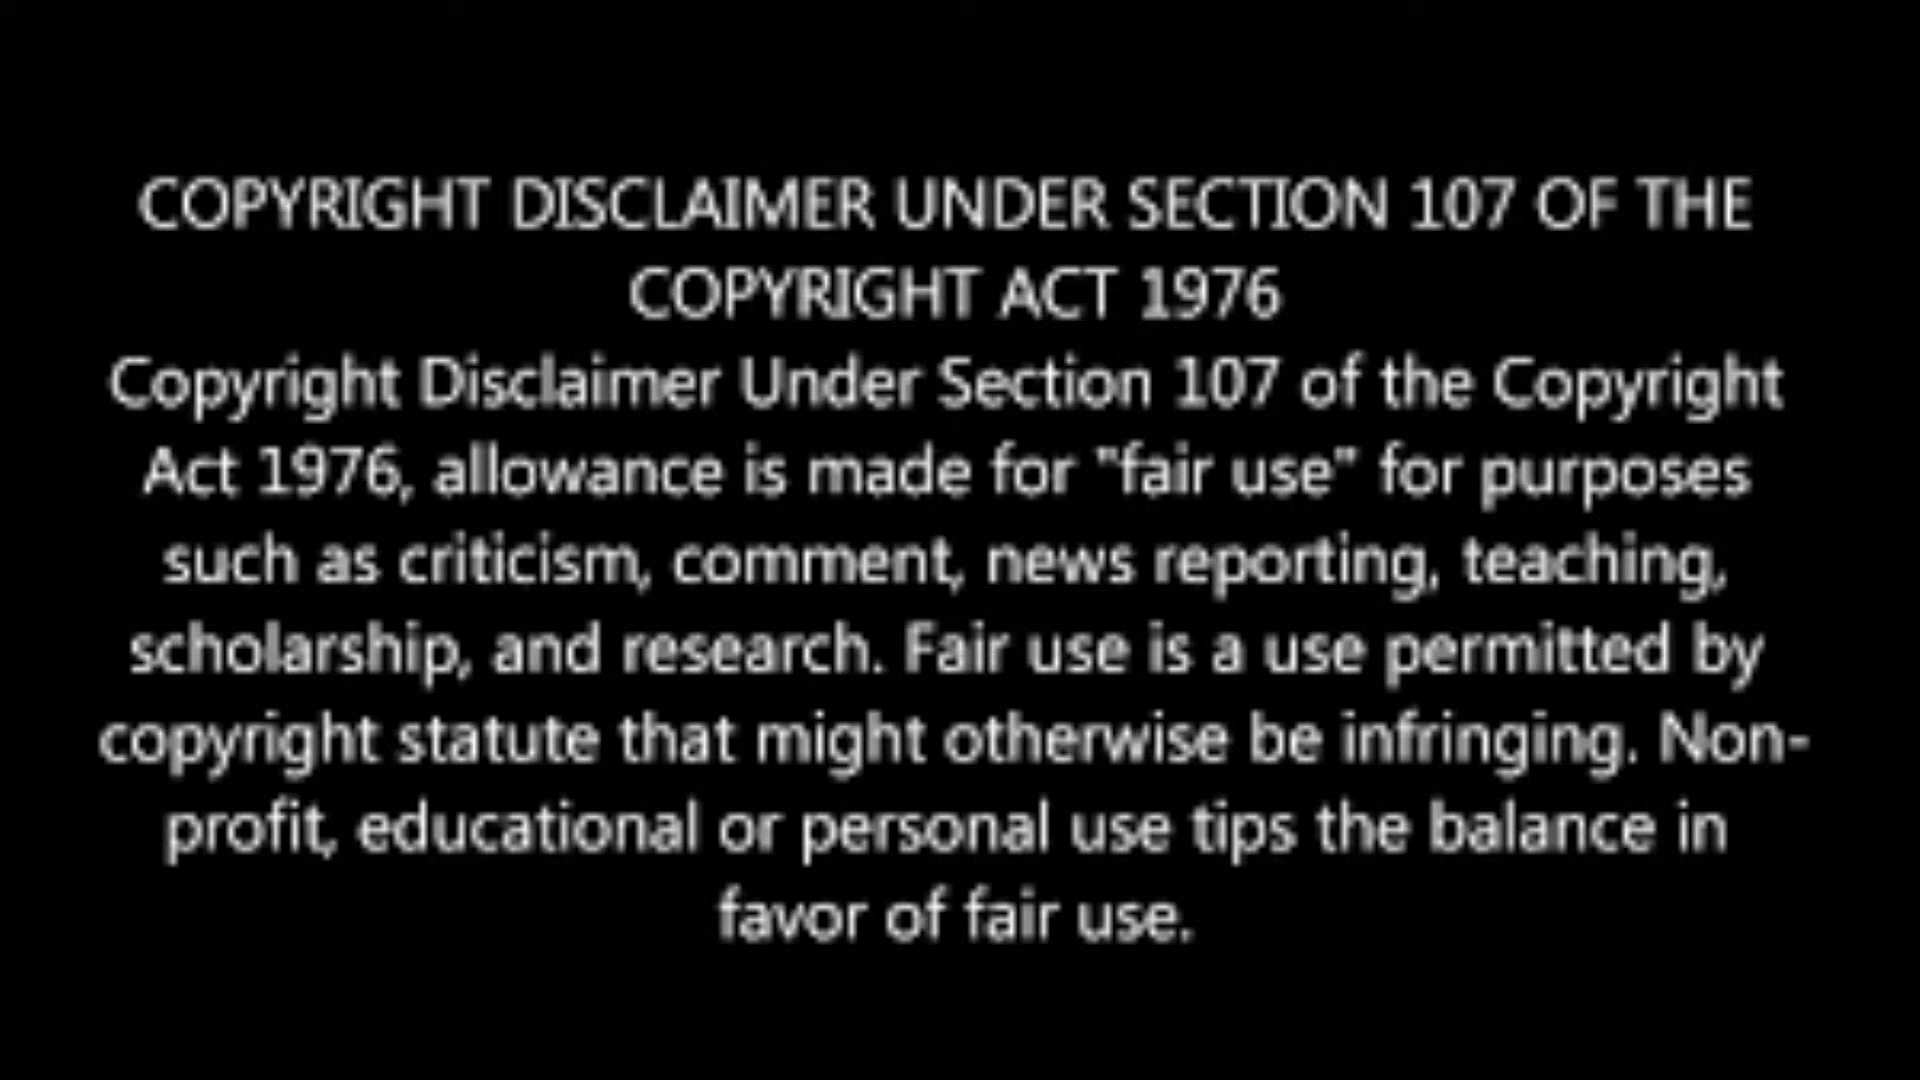 COPYRIGHT DISCLAIMER UNDER SECTION 107 OF THE
COPYRIGHT ACT 1976
Copyright Disclaimer Under Section 107 of the Copyright
Act 1976, allowance is made for "fair use" for purposes
such as criticism, comment, news reporting, teaching,
scholarship, and research. Fair use is a use permitted by
copyright statute that might otherwise be infringing. Non-
profit, educational or personal use tips the balance in
favor of fair use.